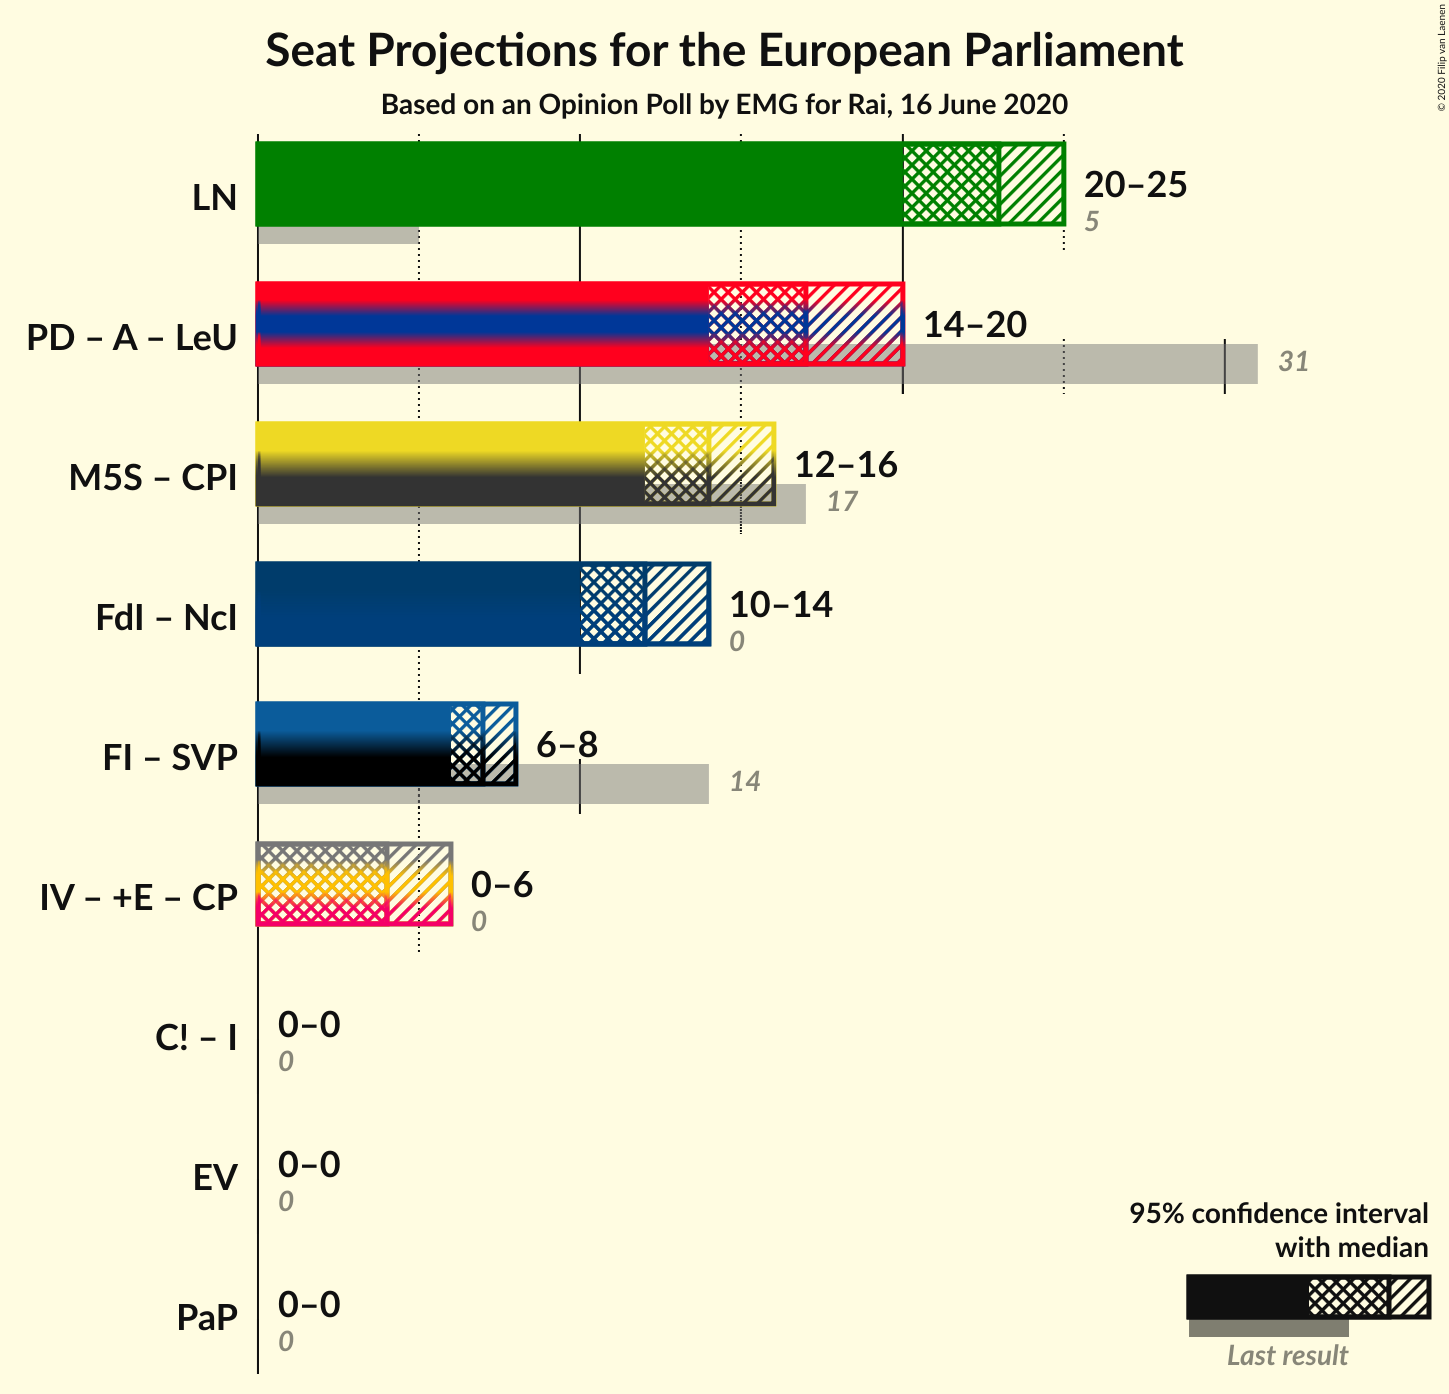 Seat Projections for the European Parliament
Based on an Opinion Poll by EMG for Rai, 16 June 2020
© 2020 Filip van Laenen
LN
20–25
5
PD – A – LeU
14–20
31
M5S – CPI
12–16
17
FdI – NcI
10–14
0
FI – SVP
6–8
14
IV – +E – CP
0–6
0
C! – I
0–0
0
EV
0–0
0
PaP
0–0
0
95% confidence interval
with median
Last result